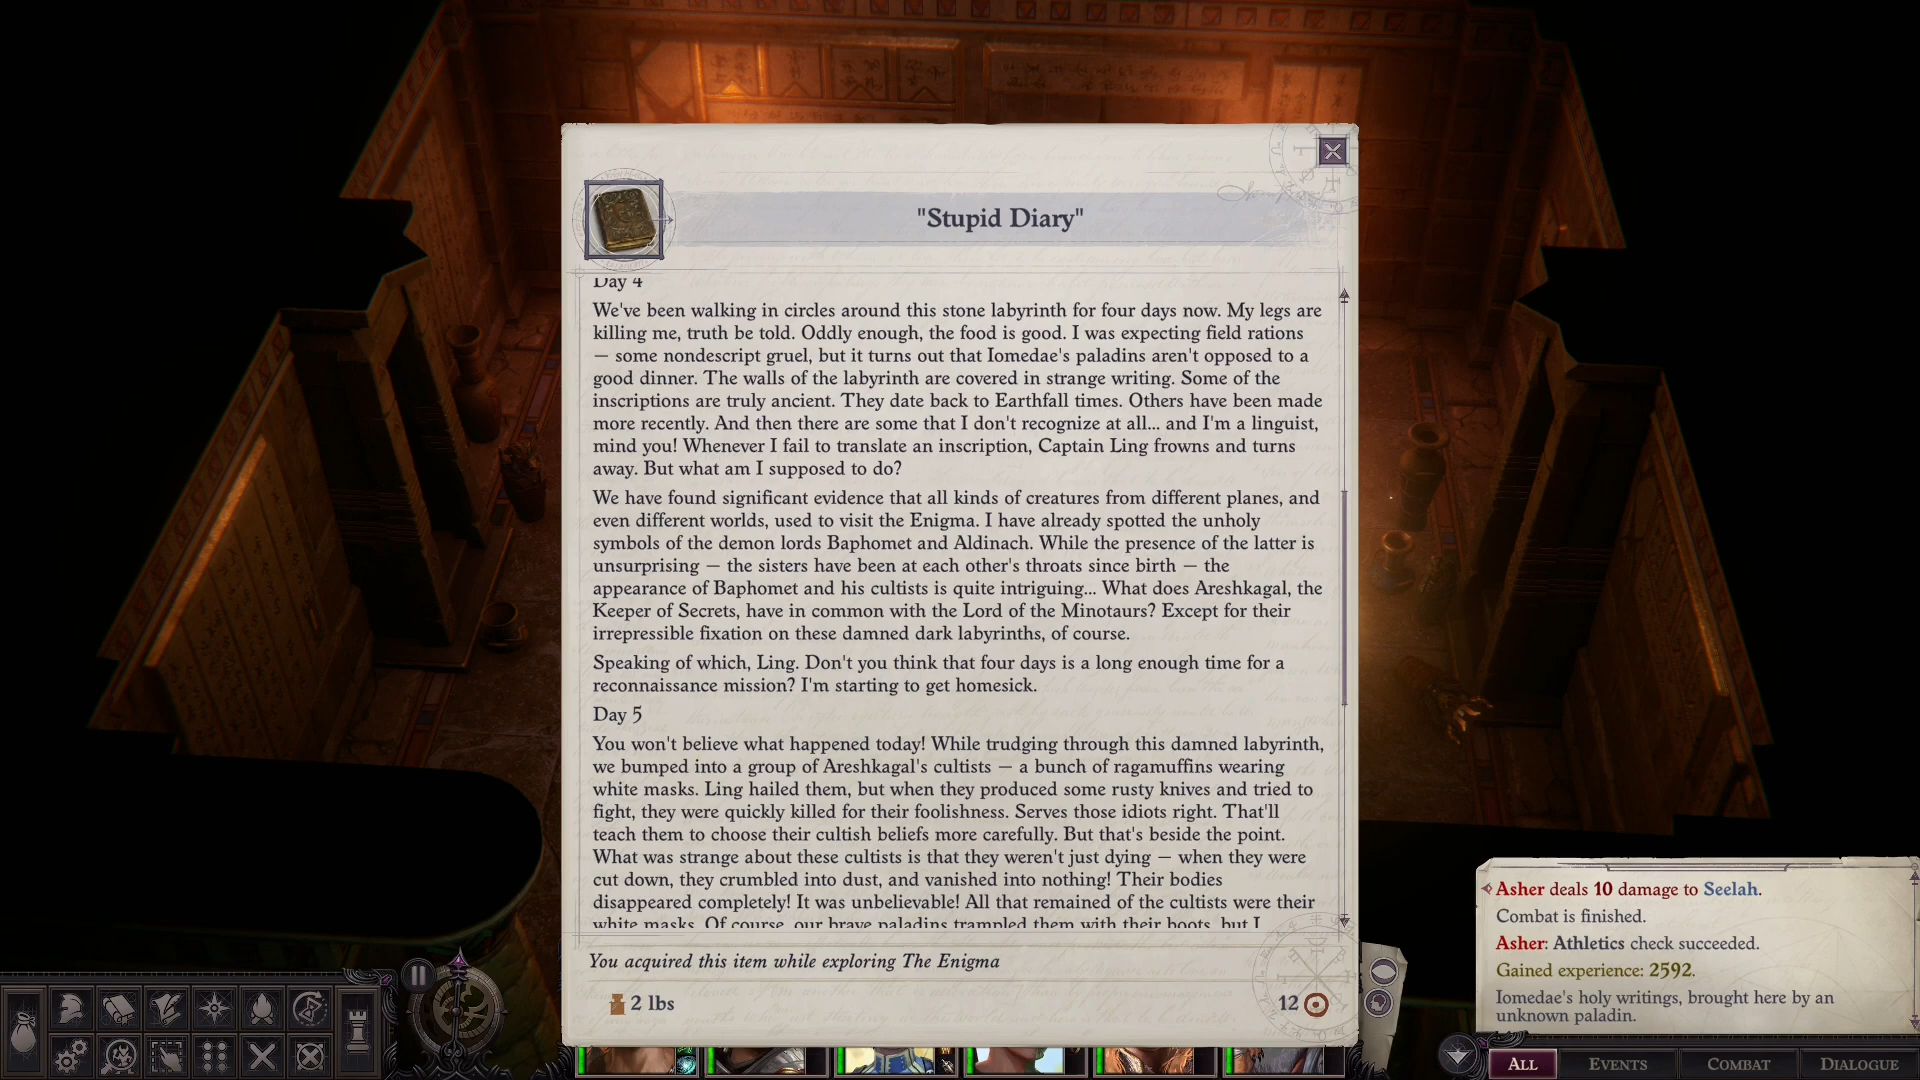 "Stupid Diary"
Day 4
We've been walking in circles around this stone labyrinth for four days now. My legs are
killing me, truth be told. Oddly enough, the food is good. I was expecting field rations
— some nondescript gruel, but it turns out that Iomedae's paladins aren't opposed to a
good dinner. The walls of the labyrinth are covered in strange writing. Some of the
inscriptions are truly ancient. They date back to Earthfall times. Others have been made
more recently. And then there are some that I don't recognize at all... and I'm a linguist,
mind you! Whenever I fail to translate an inscription, Captain Ling frowns and turns
away. But what am I supposed to do?
We have found significant evidence that all kinds of creatures from different planes, and
even different worlds, used to visit the Enigma. I have already spotted the unholy
symbols of the demon lords Baphomet and Aldinach. While the presence of the latter is
unsurprising — the sisters have been at each other's throats since birth — the
appearance of Baphomet and his cultists is quite intriguing... What does Areshkagal, the
Keeper of Secrets, have in common with the Lord of the Minotaurs? Except for their
irrepressible fixation on these damned dark labyrinths, of course.
Speaking of which, Ling. Don't you think that four days is a long enough time for a
reconnaissance mission? I'm starting to get homesick.
Day 5
You won't believe what happened today! While trudging through this damned labyrinth,
we bumped into a group of Areshkagal's cultists — a bunch of ragamuffins wearing
white masks. Ling hailed them, but when they produced some rusty knives and tried to
fight, they were quickly killed for their foolishness. Serves those idiots right. That'll
teach them to choose their cultish beliefs more carefully. But that's beside the point.
What was strange about these cultists is that they weren't just dying — when they were
cut down, they crumbled into dust, and vanished into nothing! Their bodies
disappeared completely! It was unbelievable! All that remained of the cultists were their
white masks. Of course, our brave paladins trampled them with their boots, but I
You acquired this item while exploring The Enigma
2 lbs
12
Asher deals 10 damage to Seelah.
Combat is finished.
Asher: Athletics check succeeded.
Gained experience: 2592.
Iomedae's holy writings, brought here by an
unknown paladin.
ALL
EVENTS
COMBAT
DIALOGUE